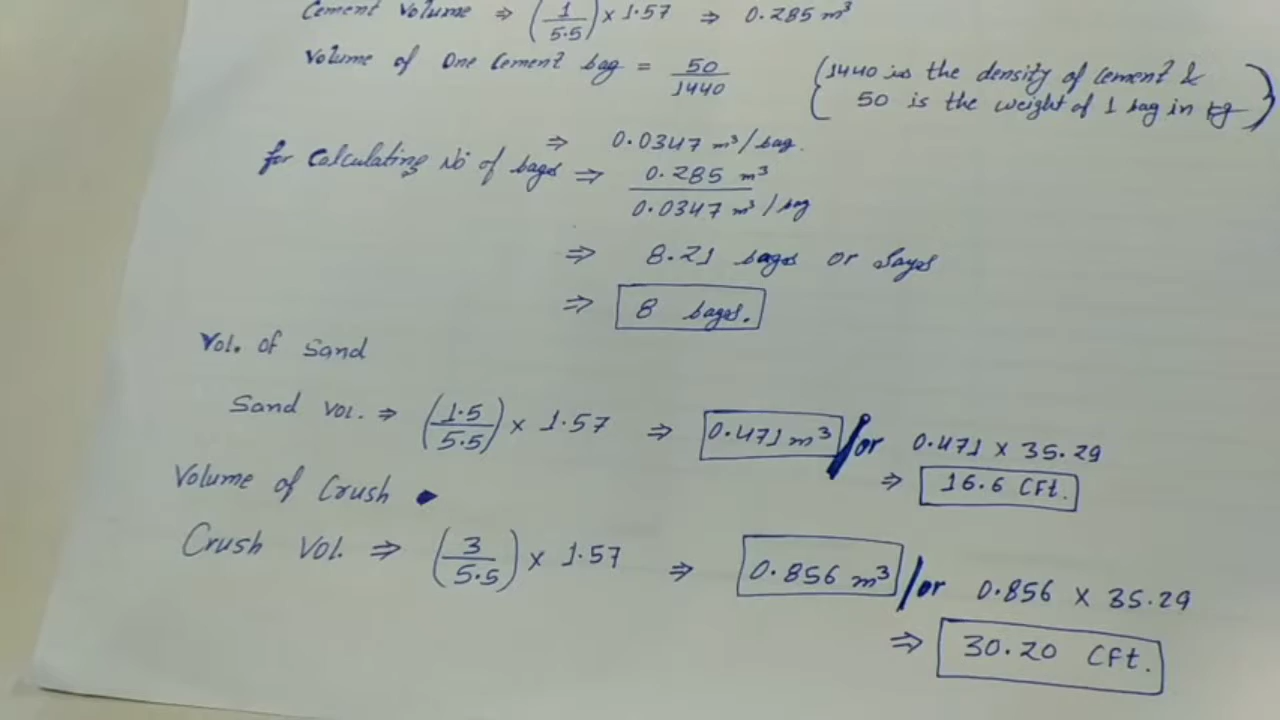 Cement Volume ⇒ (1/5.5) × 1.57 ⇒ 0.285 m³
Volume of One Cement bag = 50/1440 (1440 is the density of cement & 50 is the weight of 1 bag in kg)
⇒ 0.0347 m³/bag.
for Calculating No of bags ⇒ 0.285 m³ / 0.0347 m³/bag
⇒ 8.21 bags or Says
⇒ 8 bags.
Vol. of Sand
Sand Vol. ⇒ (1.5/5.5) × 1.57 ⇒ 0.471 m³ / or 0.471 × 35.29
⇒ 16.6 Cft.
Volume of Crush
Crush Vol. ⇒ (3/5.5) × 1.57 ⇒ 0.856 m³ / or 0.856 × 35.29
⇒ 30.20 Cft.